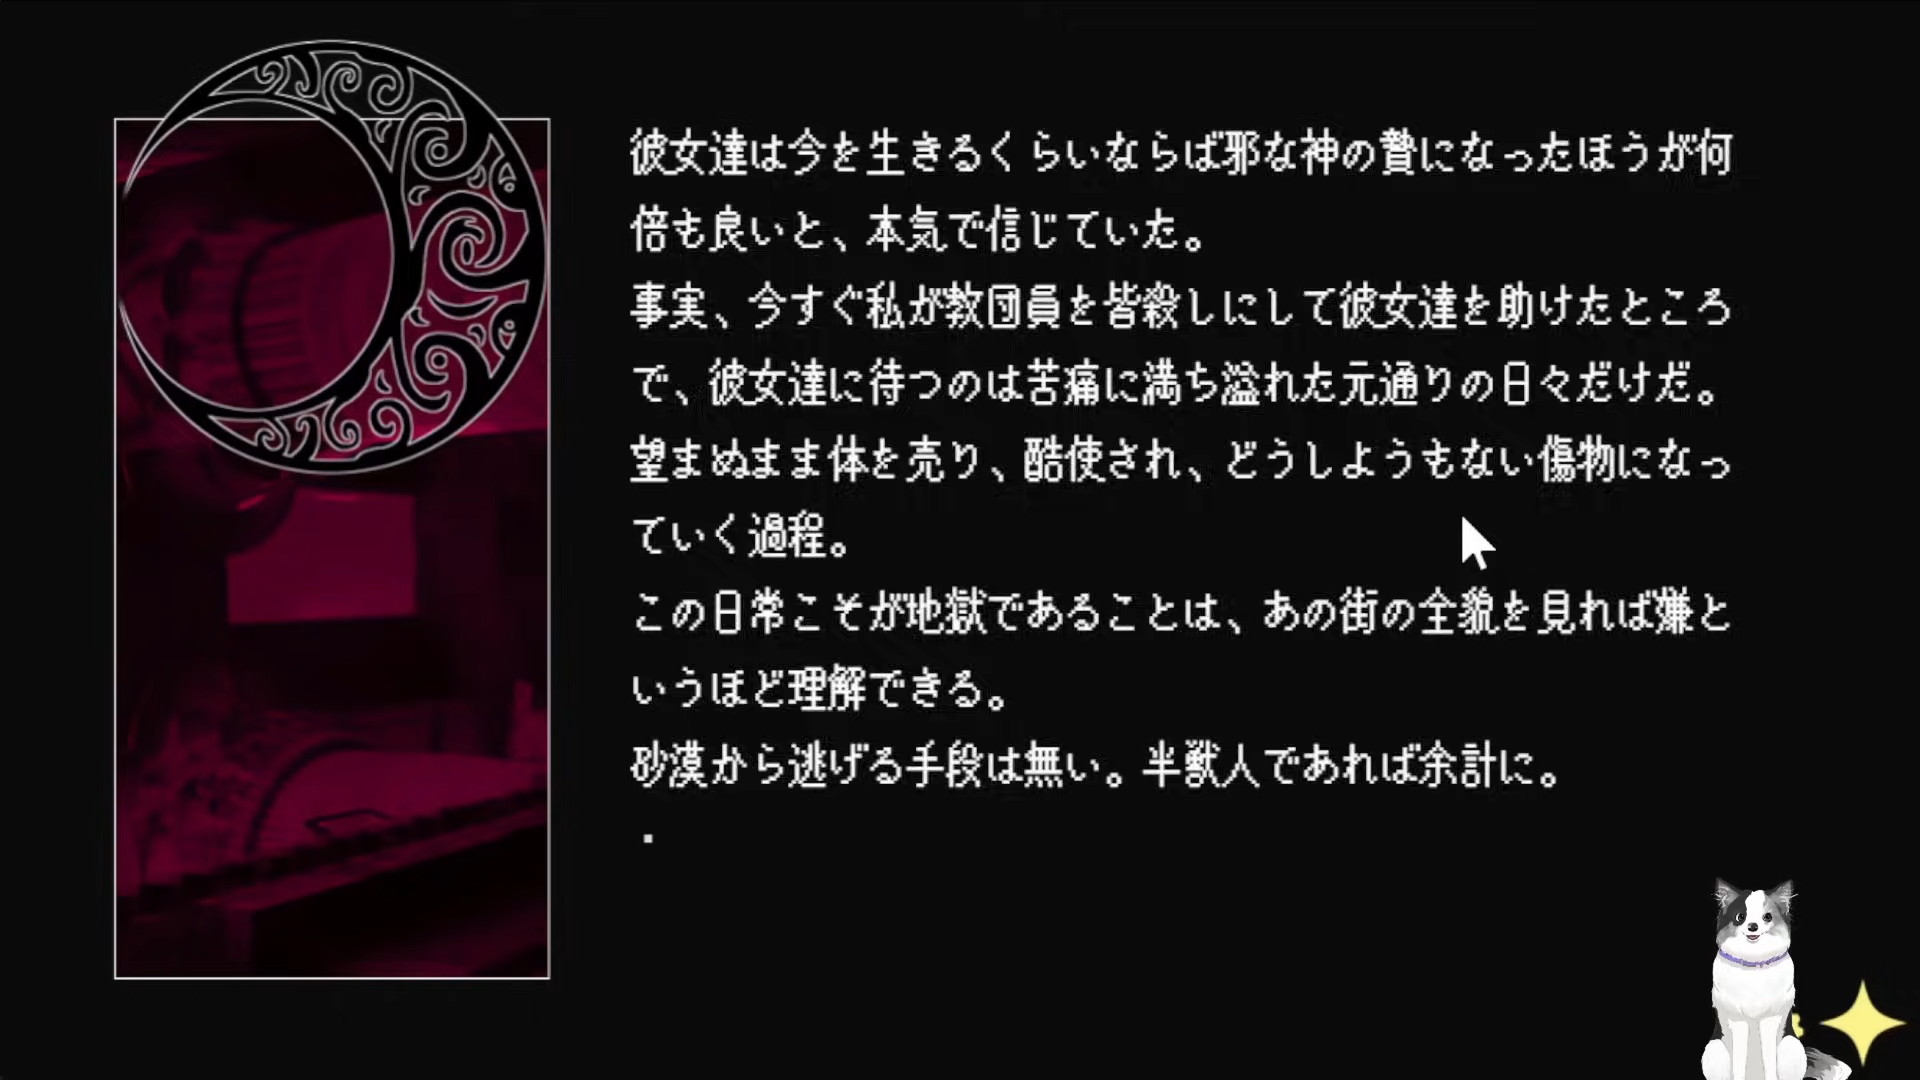 彼女達は今を生きるくらいならば邪な神の贄になったほうが何
倍も良いと、本気で信じていた。
事実、今すぐ私が教団員を皆殺しにして彼女達を助けたところ
で、彼女達に待つのは苦痛に満ち溢れた元通りの日々だけだ。
望まぬまま体を売り、酷使され、どうしようもない傷物になっ
ていく過程。
この日常こそが地獄であることは、あの街の全貌を見れば嫌と
いうほど理解できる。
砂漠から逃げる手段は無い。半獣人であれば余計に。